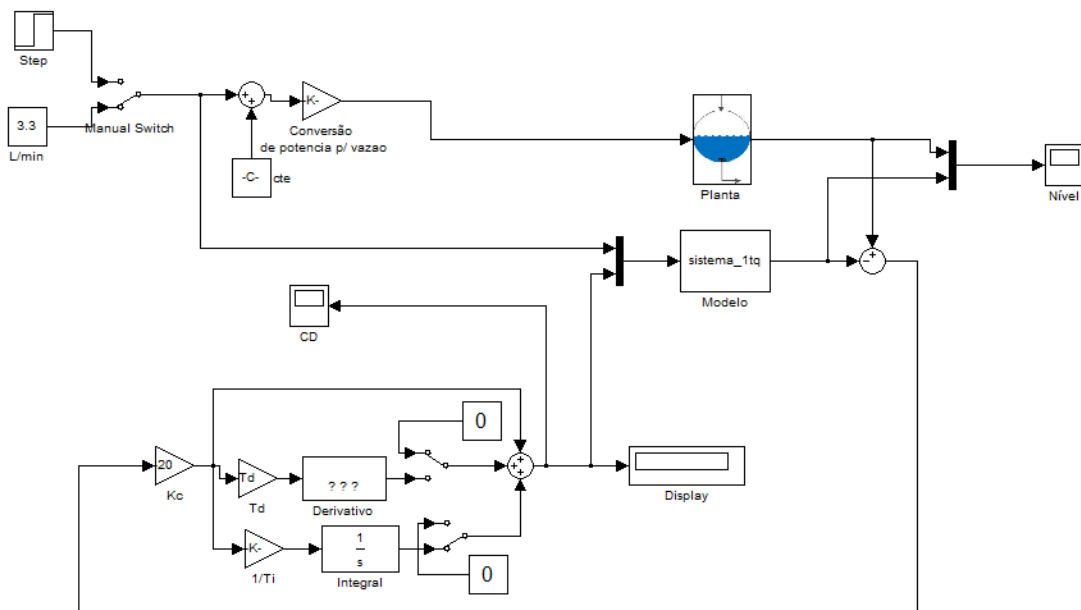 Step
3.3
L/min
Manual Switch
+
+
K-
Conversão
de potencia p/ vazao
-C-
cte
Planta
Nível
sistema_1tq
Modelo
+
−
CD
0
20
Kc
Td
Td
? ? ?
Derivativo
+
+
+
Display
K-
1/Ti
1
s
Integral
0